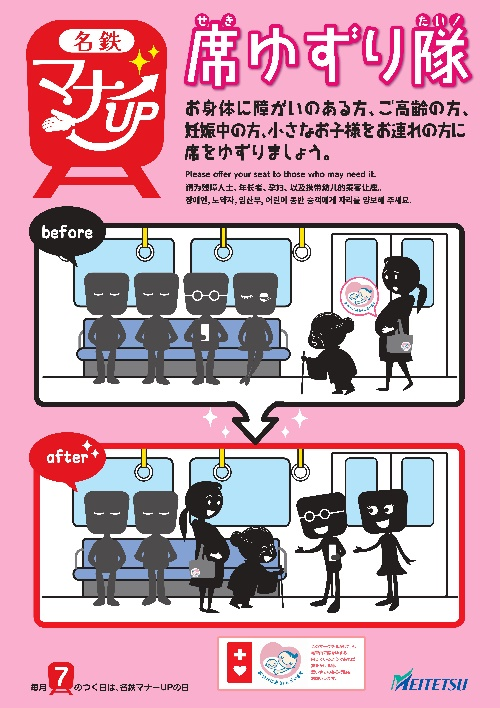 名鉄
マナーUP
せき たい!
席ゆずり隊
お身体に障がいのある方、ご高齢の方、
妊娠中の方、小さなお子様をお連れの方に
席をゆずりましょう。
Please offer your seat to those who may need it.
请为残障人士、年长者、孕妇、以及携带幼儿的乘客让座。
장애인, 노약자, 임산부, 어린이 동반 승객에게 자리를 양보해 주세요.
before
after
毎月7のつく日は、名鉄マナーUPの日
MEITETSU